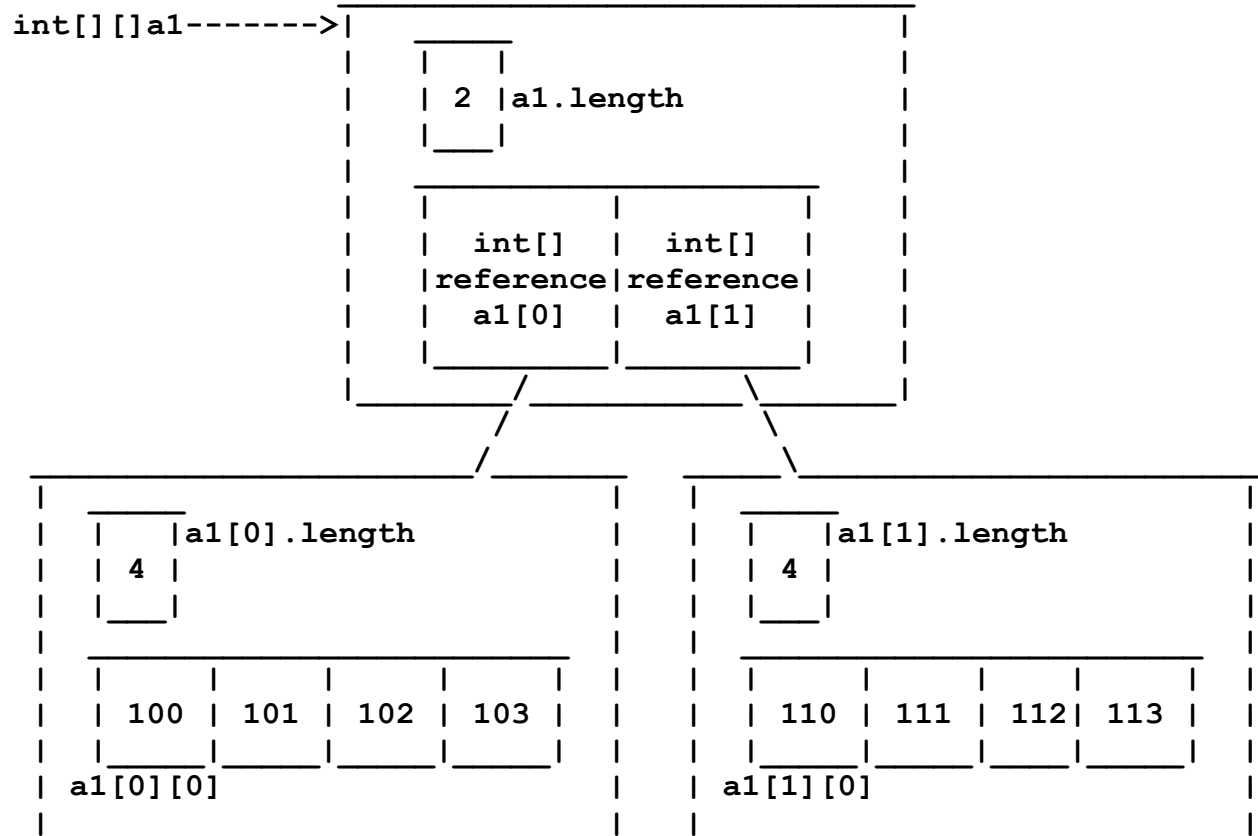 int[][]a1------->
2 a1.length
int[] int[]
reference reference
a1[0] a1[1]
a1[0].length a1[1].length
4 4
100 101 102 103 110 111 112 113
a1[0][0] a1[1][0]